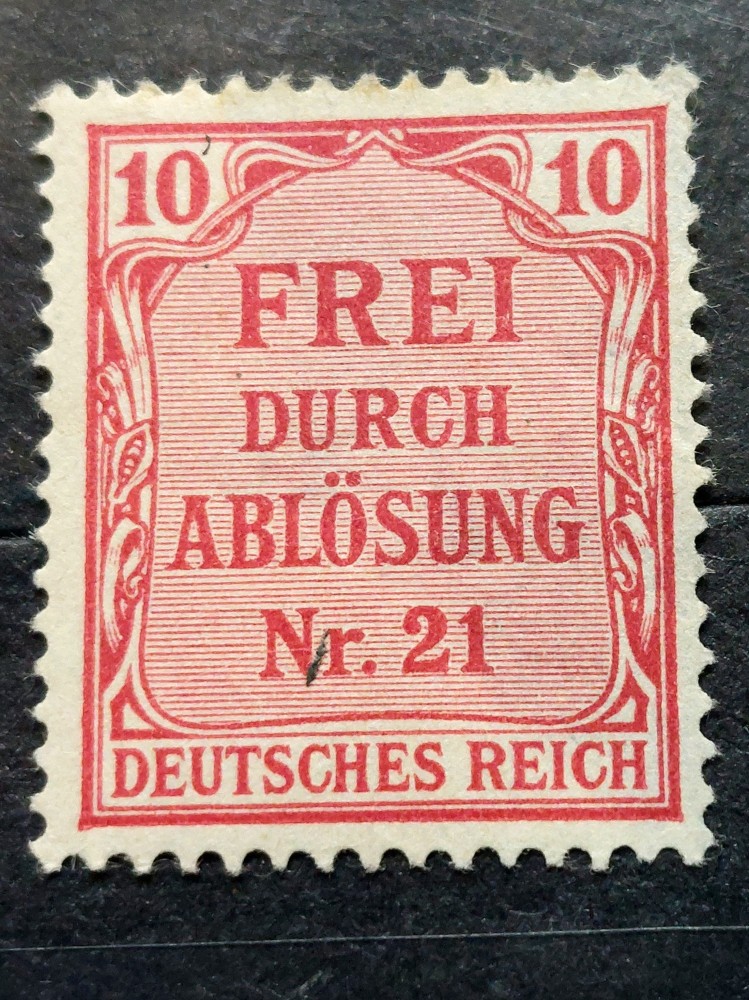 10 10
FREI
DURCH
ABLÖSUNG
Nr. 21
DEUTSCHES REICH